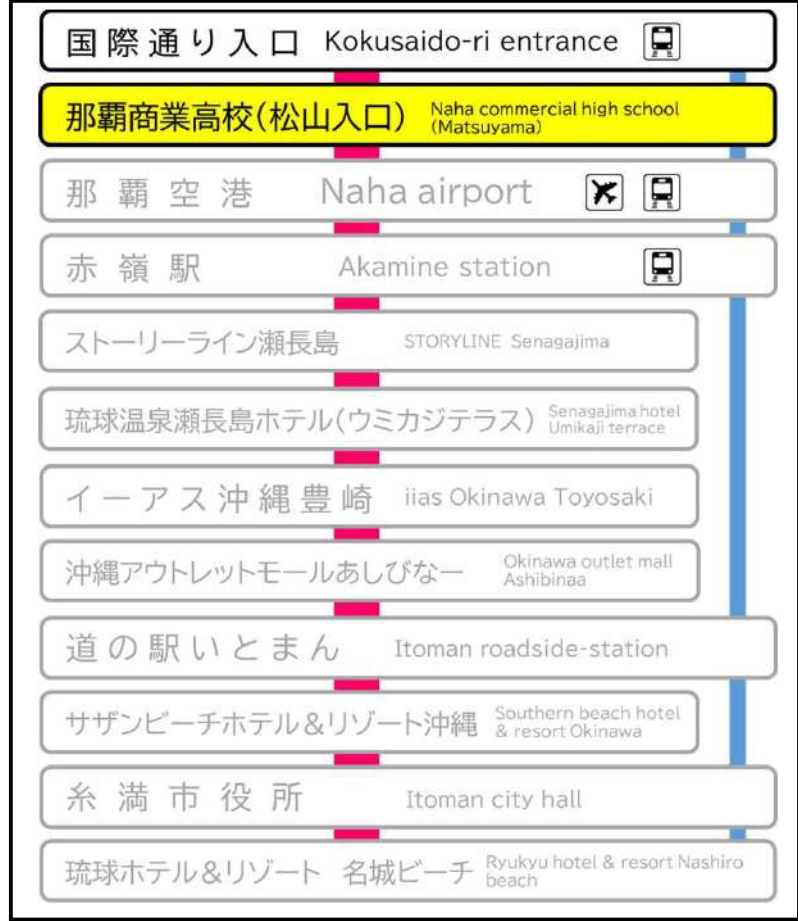 国際通り入口 Kokusaido-ri entrance
那覇商業高校(松山入口) Naha commercial high school
(Matsuyama)
那覇空港 Naha airport
赤嶺駅 Akamine station
ストーリーライン瀬長島 STORYLINE Senagajima
琉球温泉瀬長島ホテル(ウミカジテラス) Senagajima hotel
Umikaji terrace
イーアス沖縄豊崎 iias Okinawa Toyosaki
沖縄アウトレットモールあしびなー Okinawa outlet mall
Ashibinaa
道の駅いとまん Itoman roadside-station
サザンビーチホテル&リゾート沖縄 Southern beach hotel
& resort Okinawa
糸満市役所 Itoman city hall
琉球ホテル&リゾート 名城ビーチ Ryukyu hotel & resort Nashiro
beach